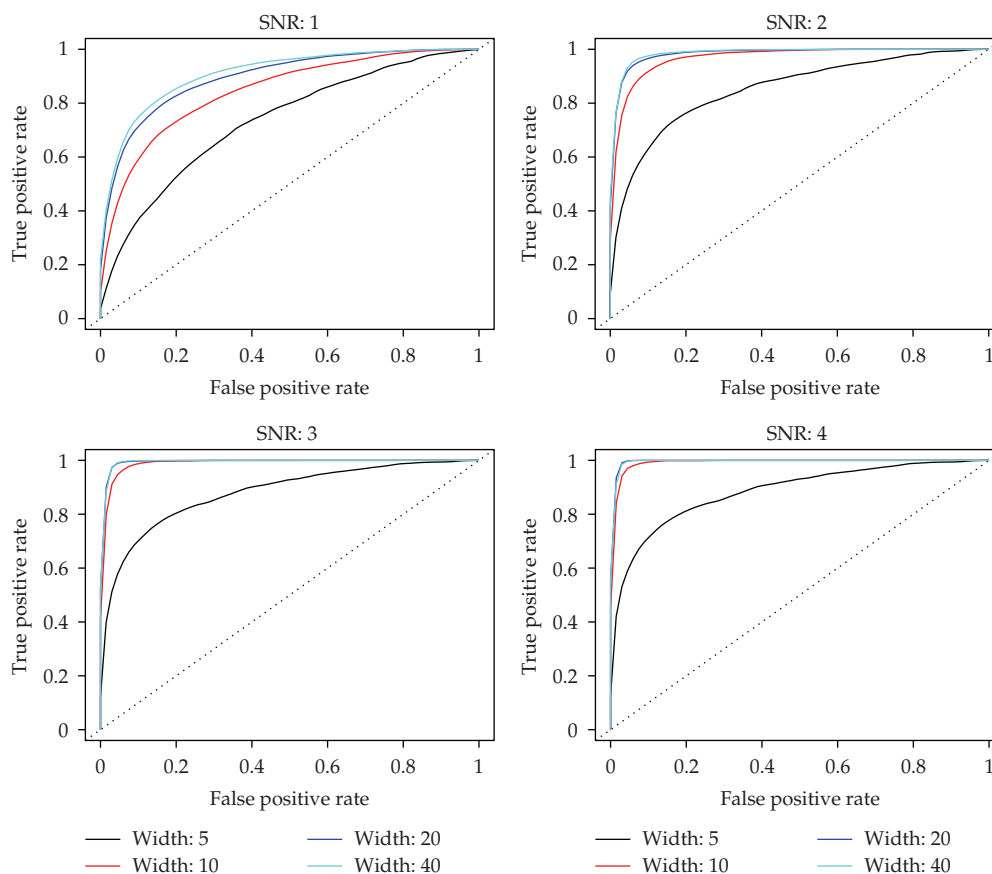 SNR: 1
SNR: 2
1
0.8
0.6
0.4
0.2
0
True positive rate
0 0.2 0.4 0.6 0.8 1
False positive rate
1
0.8
0.6
0.4
0.2
0
True positive rate
0 0.2 0.4 0.6 0.8 1
False positive rate
SNR: 3
SNR: 4
1
0.8
0.6
0.4
0.2
0
True positive rate
0 0.2 0.4 0.6 0.8 1
False positive rate
1
0.8
0.6
0.4
0.2
0
True positive rate
0 0.2 0.4 0.6 0.8 1
False positive rate
Width: 5
Width: 10
Width: 20
Width: 40
Width: 5
Width: 10
Width: 20
Width: 40